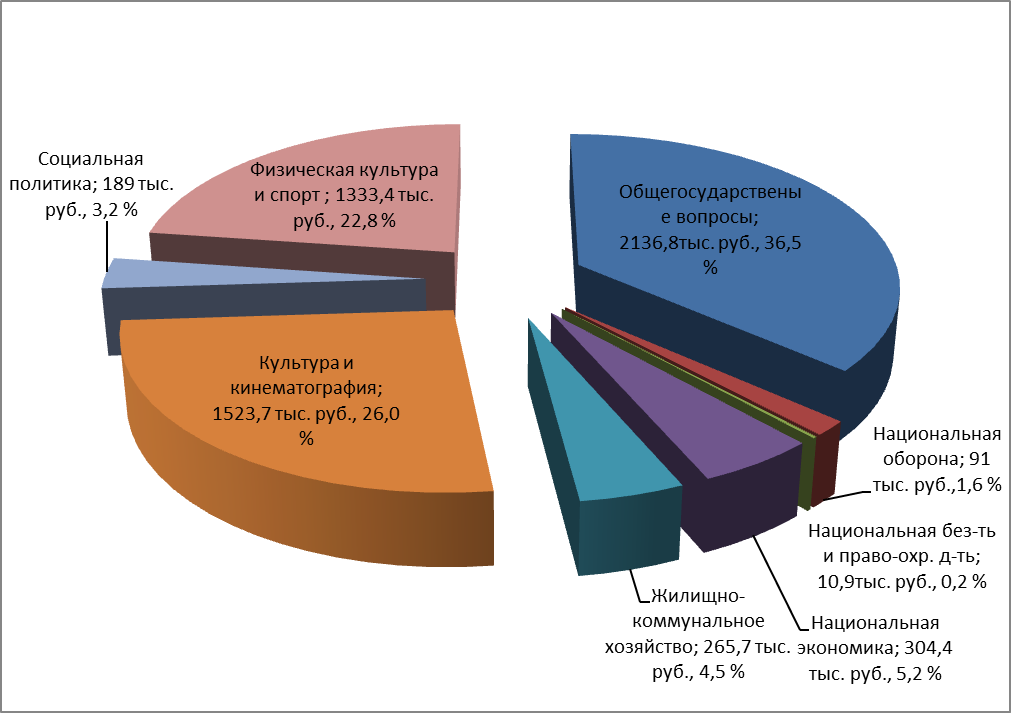 Социальная
политика; 189 тыс.
руб., 3,2 %
Физическая культура
и спорт ; 1333,4 тыс.
руб., 22,8 %
Общегосударствены
е вопросы;
2136,8тыс. руб., 36,5
%
Культура и
кинематография;
1523,7 тыс. руб., 26,0
%
Национальная
оборона; 91
тыс. руб.,1,6 %
Национальная без-ть
и право-охр. д-ть;
10,9тыс. руб., 0,2 %
Жилищно-
коммунальное
хозяйство; 265,7 тыс.
руб., 4,5 %
Национальная
экономика; 304,4
тыс. руб., 5,2 %